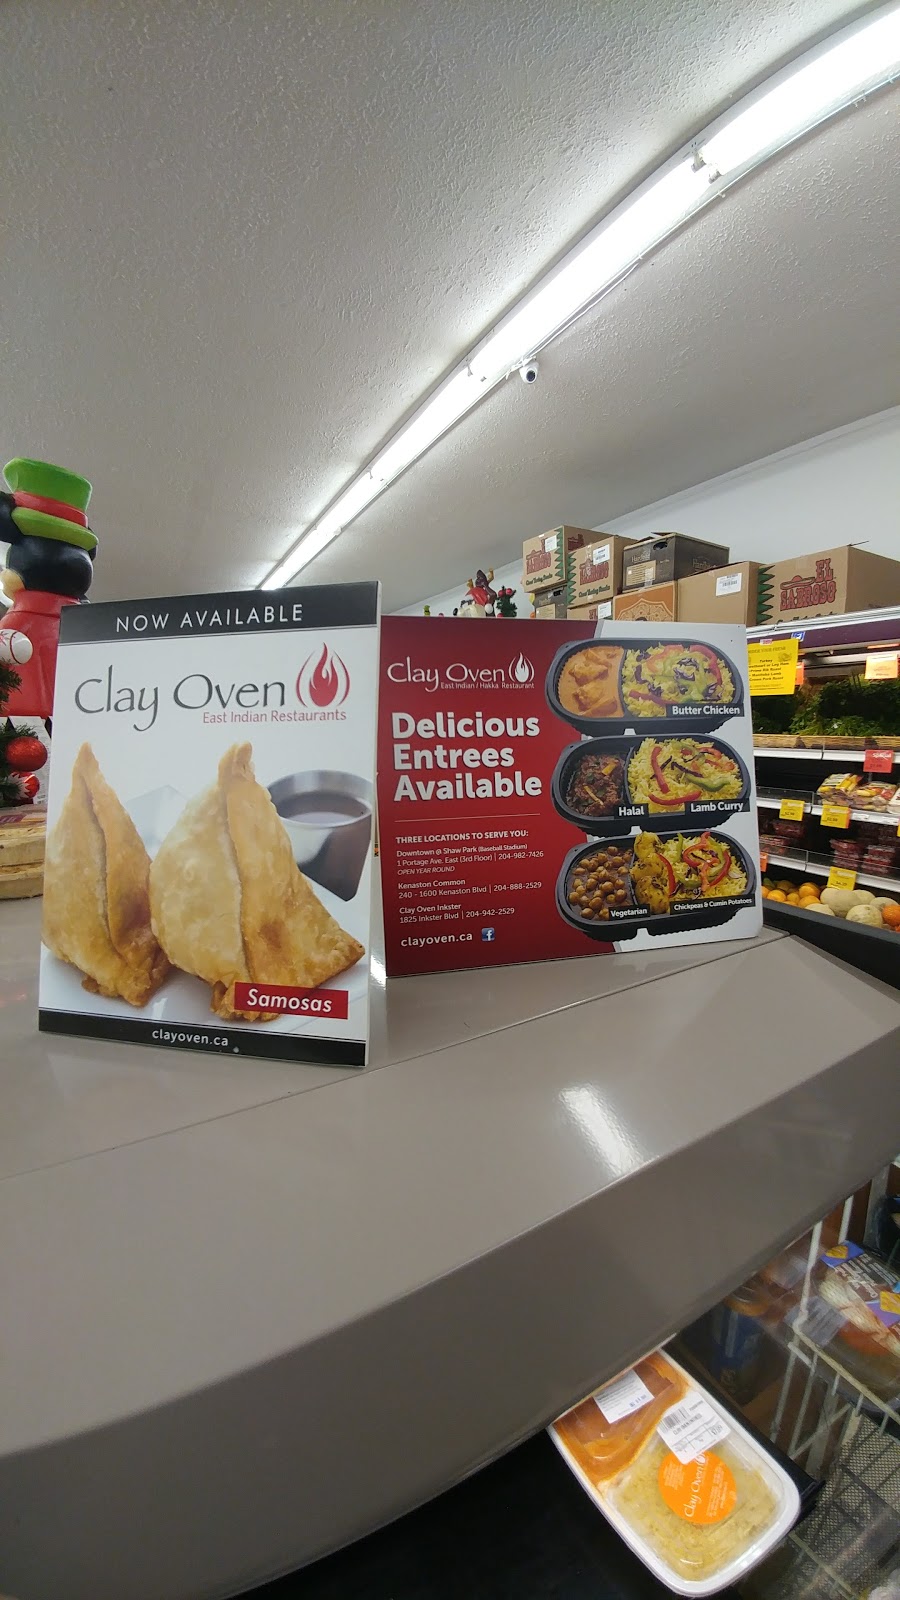 NOW AVAILABLE
Clay Oven
East Indian Restaurants
Samosas
clayoven.ca
Clay Oven
East Indian / Hakka Restaurant
Delicious
Entrees
Available
THREE LOCATIONS TO SERVE YOU:
Downtown @ Shaw Park (Baseball Stadium)
1 Portage Ave. East (3rd Floor) | 204-982-7426
OPEN YEAR ROUND
Kenaston Common
240 - 1600 Kenaston Blvd | 204-888-2529
Clay Oven Inkster
1825 Inkster Blvd | 204-942-2529
clayoven.ca f
Butter Chicken
Halal
Lamb Curry
Vegetarian
Chickpeas & Cumin Potatoes
EL
SABROSO
Clay Oven